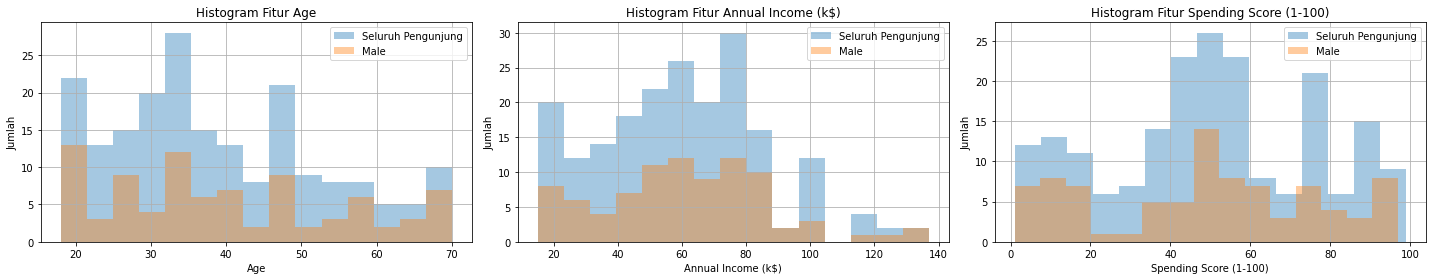 Histogram Fitur Age
Seluruh Pengunjung
Male
Jumlah
25
20
15
10
5
0
20
30
40
50
60
70
Age
Histogram Fitur Annual Income (k$)
Seluruh Pengunjung
Male
Jumlah
30
25
20
15
10
5
0
20
40
60
80
100
120
140
Annual Income (k$)
Histogram Fitur Spending Score (1-100)
Seluruh Pengunjung
Male
Jumlah
25
20
15
10
5
0
0
20
40
60
80
100
Spending Score (1-100)